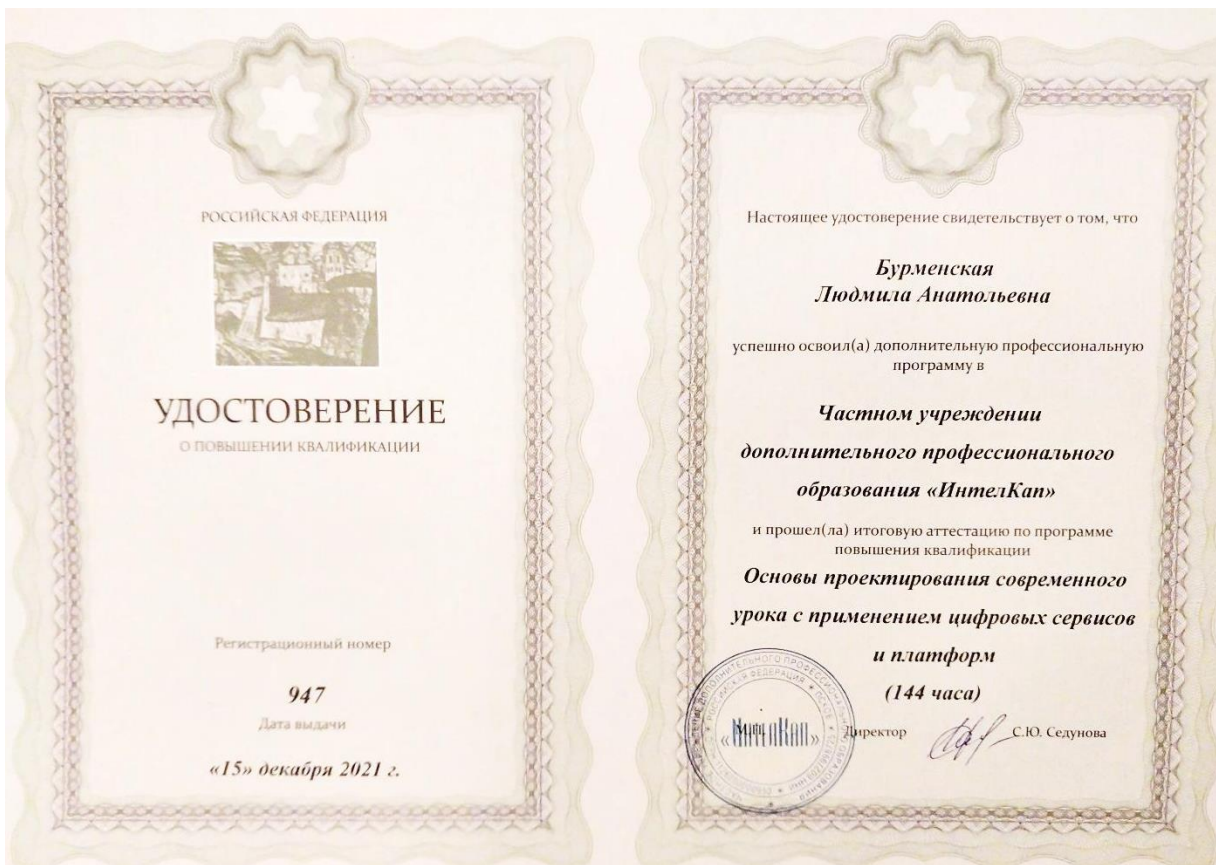 РОССИЙСКАЯ ФЕДЕРАЦИЯ
УДОСТОВЕРЕНИЕ
О ПОВЫШЕНИИ КВАЛИФИКАЦИИ
Регистрационный номер
947
Дата выдачи
«15» декабря 2021 г.
Настоящее удостоверение свидетельствует о том, что
Бурменская
Людмила Анатольевна
успешно освоил(а) дополнительную профессиональную
программу в
Частном учреждении
дополнительного профессионального
образования «ИнтелКап»
и прошел(ла) итоговую аттестацию по программе
повышения квалификации
Основы проектирования современного
урока с применением цифровых сервисов
и платформ
(144 часа)
М.П. Директор С.Ю. Седунова
«ИнтелКап»
РОССИЙСКАЯ ФЕДЕРАЦИЯ